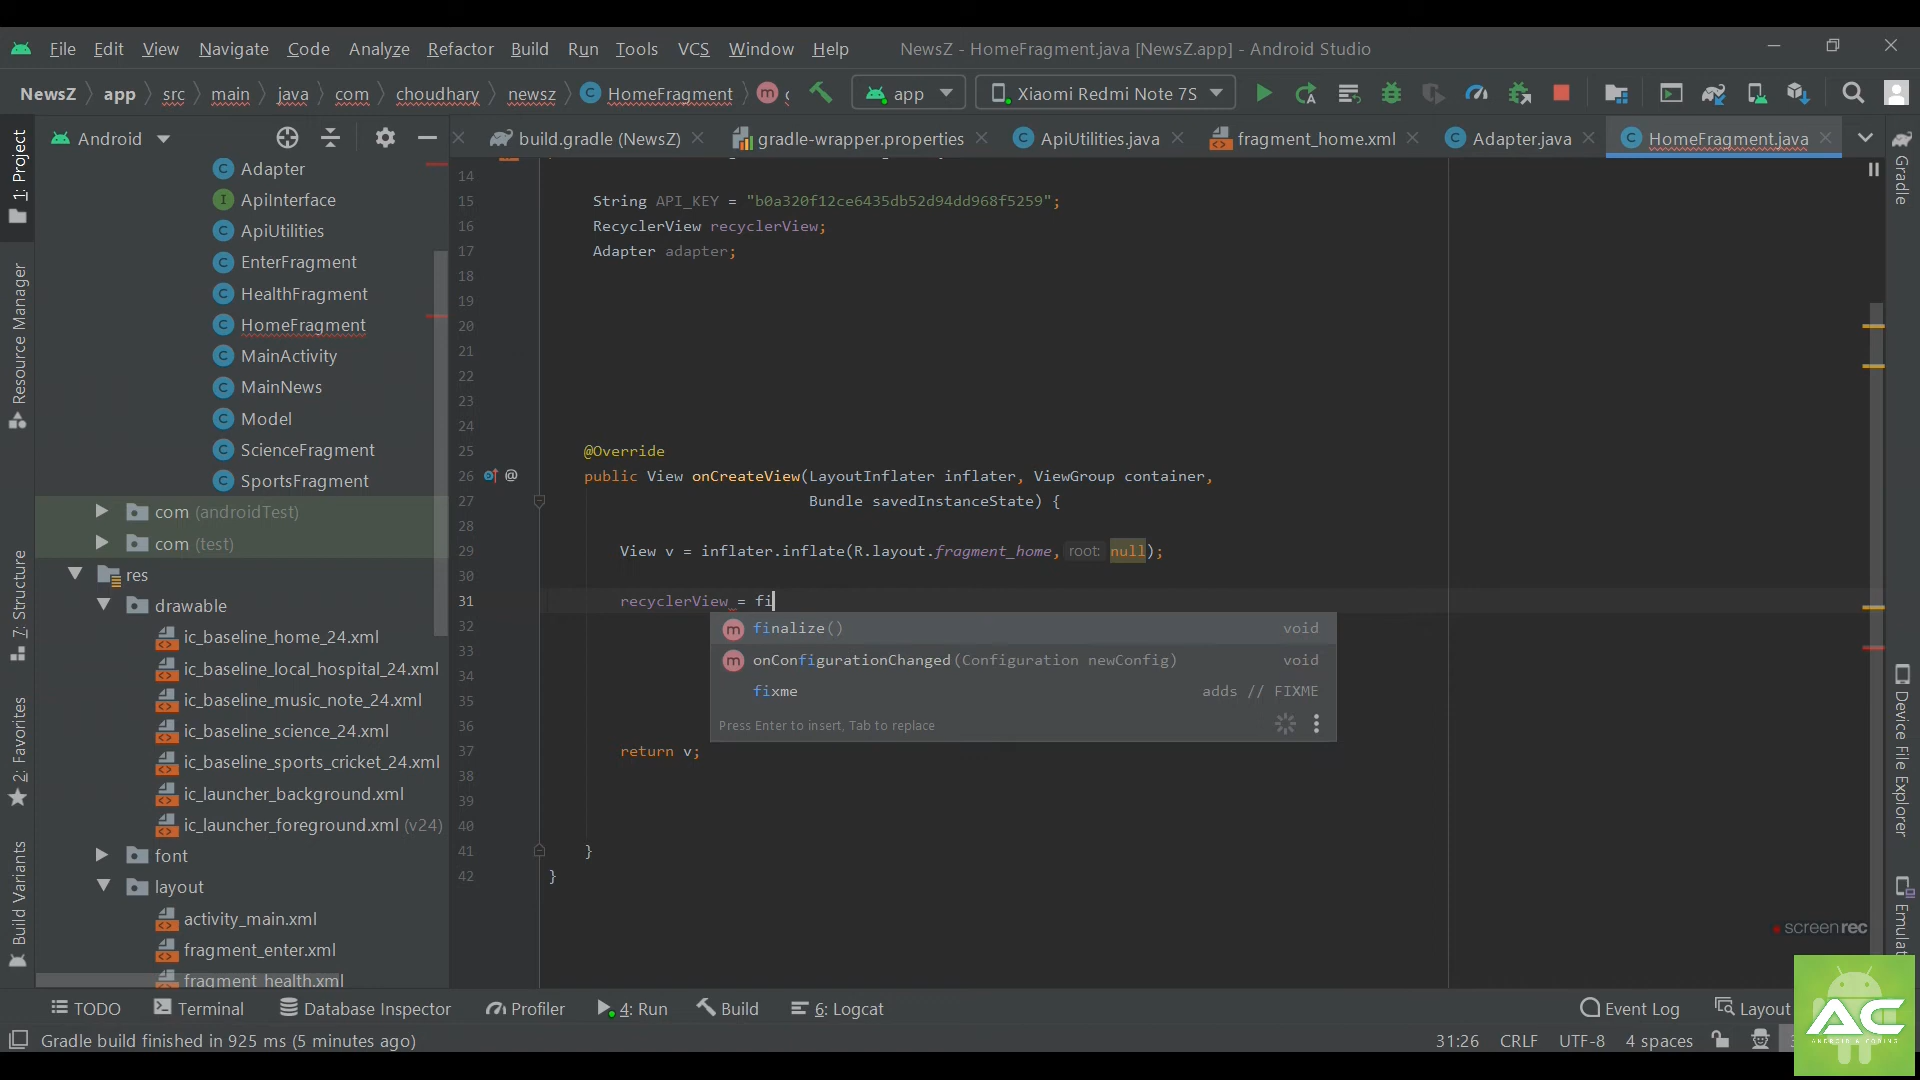 File Edit View Navigate Code Analyze Refactor Build Run Tools VCS Window Help NewsZ - HomeFragment.java [NewsZ.app] - Android Studio
NewsZ app src main java com choudhary newsz HomeFragment app Xiaomi Redmi Note 7S
Android build.gradle (NewsZ) gradle-wrapper.properties ApiUtilities.java fragment_home.xml Adapter.java HomeFragment.java
1: Project
Resource Manager
7: Structure
2: Favorites
Build Variants
Adapter
ApiInterface
ApiUtilities
EnterFragment
HealthFragment
HomeFragment
MainActivity
MainNews
Model
ScienceFragment
SportsFragment
com (androidTest)
com (test)
res
drawable
ic_baseline_home_24.xml
ic_baseline_local_hospital_24.xml
ic_baseline_music_note_24.xml
ic_baseline_science_24.xml
ic_baseline_sports_cricket_24.xml
ic_launcher_background.xml
ic_launcher_foreground.xml (v24)
font
layout
activity_main.xml
fragment_enter.xml
fragment_health.xml
14
15 String API_KEY = "b0a320f12ce6435db52d94dd968f5259";
16 RecyclerView recyclerView;
17 Adapter adapter;
18
19
20
21
22
23
24
25 @Override
26 @ public View onCreateView(LayoutInflater inflater, ViewGroup container,
27 Bundle savedInstanceState) {
28
29 View v = inflater.inflate(R.layout.fragment_home, root: null);
30
31 recyclerView = fi
32
33
34
35
36
37 return v;
38
39
40
41 }
42 }
finalize() void
onConfigurationChanged(Configuration newConfig) void
fixme adds // FIXME
Press Enter to insert, Tab to replace
Gradle
Device File Explorer
Emulat
screenrec
TODO Terminal Database Inspector Profiler 4: Run Build 6: Logcat Event Log Layout
Gradle build finished in 925 ms (5 minutes ago) 31:26 CRLF UTF-8 4 spaces
AC
ANDROID & CODING